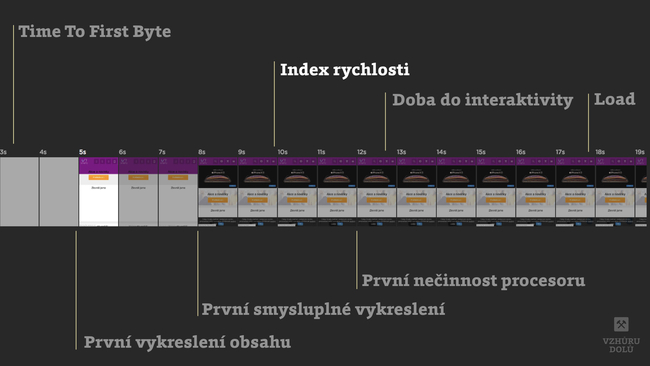 Time To First Byte
Index rychlosti
Doba do interaktivity
Load
3s 4s 5s 6s 7s 8s 9s 10s 11s 12s 13s 14s 15s 16s 17s 18s 19s
První nečinnost procesoru
První smysluplné vykreslení
První vykreslení obsahu
VZHŮRU
DOLŮ